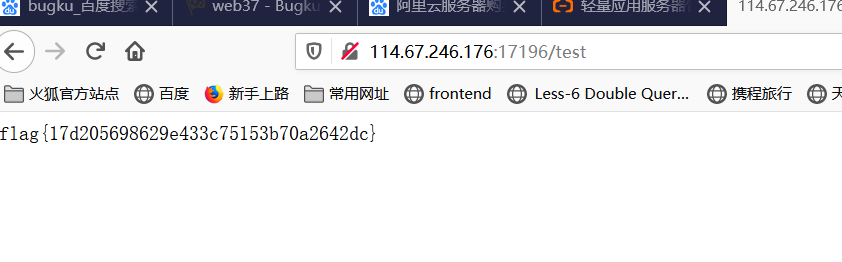 bugku_百度搜索 web37 - Bugku 阿里云服务器购 轻量应用服务器 114.67.246.176
114.67.246.176:17196/test
火狐官方站点 百度 新手上路 常用网址 frontend Less-6 Double Quer... 携程旅行 天
flag{17d205698629e433c75153b70a2642dc}